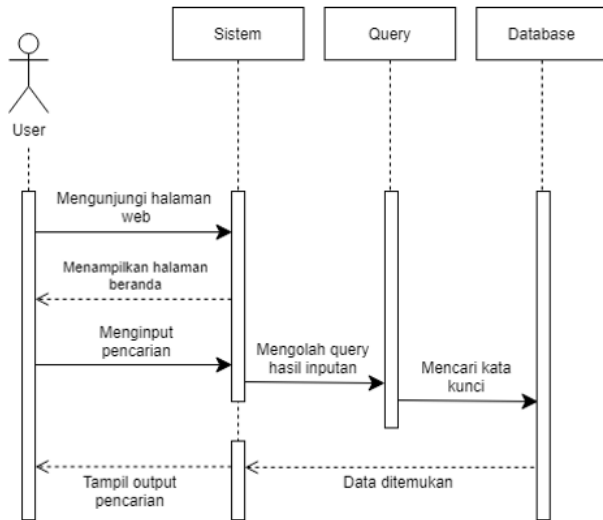 Sistem
Query
Database
User
Mengunjungi halaman
web
Menampilkan halaman
beranda
Menginput
pencarian
Mengolah query
hasil inputan
Mencari kata
kunci
Tampil output
pencarian
Data ditemukan